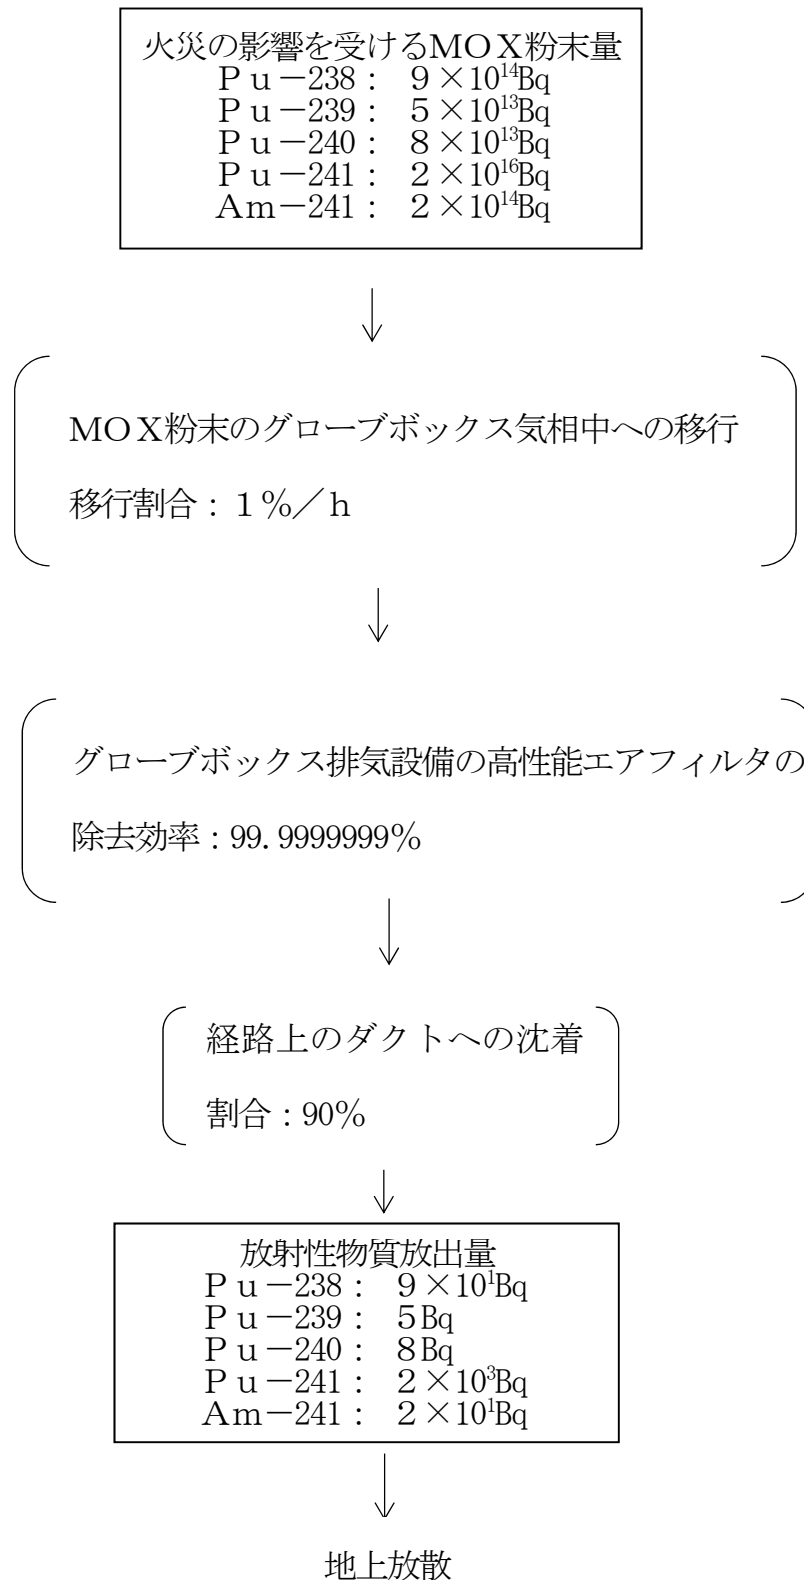 火災の影響を受けるMOX粉末量
Pu－238： 9×10¹⁴Bq
Pu－239： 5×10¹³Bq
Pu－240： 8×10¹³Bq
Pu－241： 2×10¹⁶Bq
Am－241： 2×10¹⁴Bq
MOX粉末のグローブボックス気相中への移行
移行割合：1％／h
グローブボックス排気設備の高性能エアフィルタの
除去効率：99.9999999％
経路上のダクトへの沈着
割合：90％
放射性物質放出量
Pu－238： 9×10¹Bq
Pu－239： 5Bq
Pu－240： 8Bq
Pu－241： 2×10³Bq
Am－241： 2×10¹Bq
地上放散